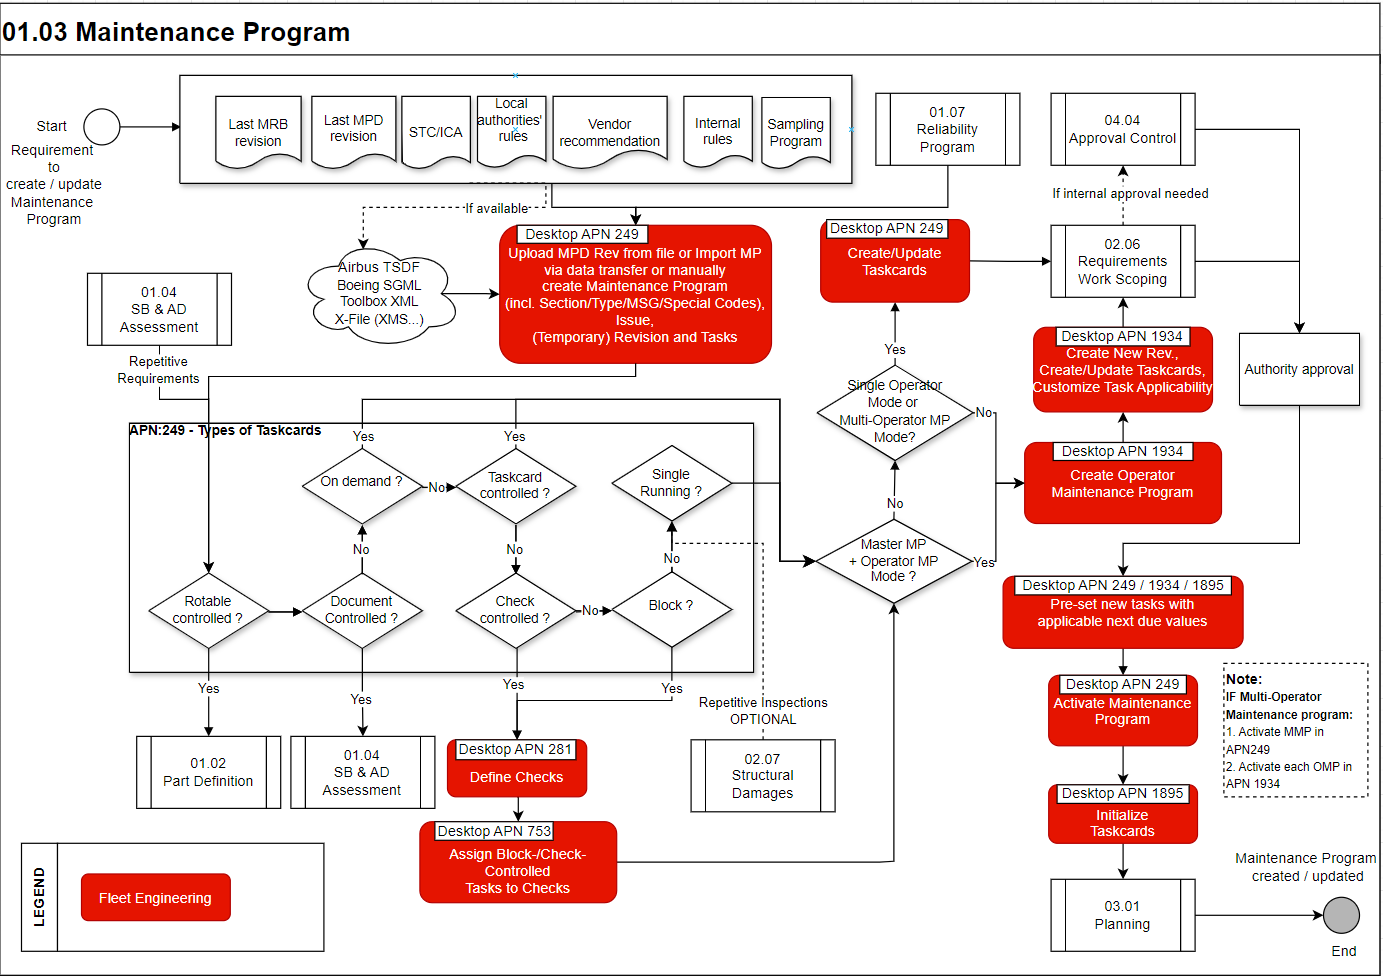 01.03 Maintenance Program
Start
Requirement
to
create / update
Maintenance
Program
Last MRB
revision
Last MPD
revision
STC/ICA
Local
authorities'
rules
Vendor
recommendation
Internal
rules
Sampling
Program
01.07
Reliability
Program
04.04
Approval Control
If internal approval needed
If available
Airbus TSDF
Boeing SGML
Toolbox XML
X-File (XMS...)
Desktop APN 249
Upload MPD Rev from file or Import MP
via data transfer or manually
create Maintenance Program
(incl. Section/Type/MSG/Special Codes),
Issue,
(Temporary) Revision and Tasks
Desktop APN 249
Create/Update
Taskcards
02.06
Requirements
Work Scoping
01.04
SB & AD
Assessment
Repetitive
Requirements
Desktop APN 1934
Create New Rev.,
Create/Update Taskcards,
Customize Task Applicability
Authority approval
Yes
Single Operator
Mode or
Multi-Operator MP
Mode?
No
APN:249 - Types of Taskcards
Yes
Yes
On demand ?
No
Taskcard
controlled ?
Single
Running ?
Desktop APN 1934
Create Operator
Maintenance Program
No
No
No
No
Master MP
+ Operator MP
Mode ?
Yes
Rotable
controlled ?
Document
Controlled ?
Check
controlled ?
No
Block ?
Desktop APN 249 / 1934 / 1895
Pre-set new tasks with
applicable next due values
Yes
Yes
Yes
Yes
Repetitive Inspections
OPTIONAL
Desktop APN 249
Activate Maintenance
Program
Note:
IF Multi-Operator
Maintenance program:
1. Activate MMP in
APN249
2. Activate each OMP in
APN 1934
01.02
Part Definition
01.04
SB & AD
Assessment
Desktop APN 281
Define Checks
02.07
Structural
Damages
Desktop APN 1895
Initialize
Taskcards
Desktop APN 753
Assign Block-/Check-
Controlled
Tasks to Checks
LEGEND
Fleet Engineering
03.01
Planning
Maintenance Program
created / updated
End